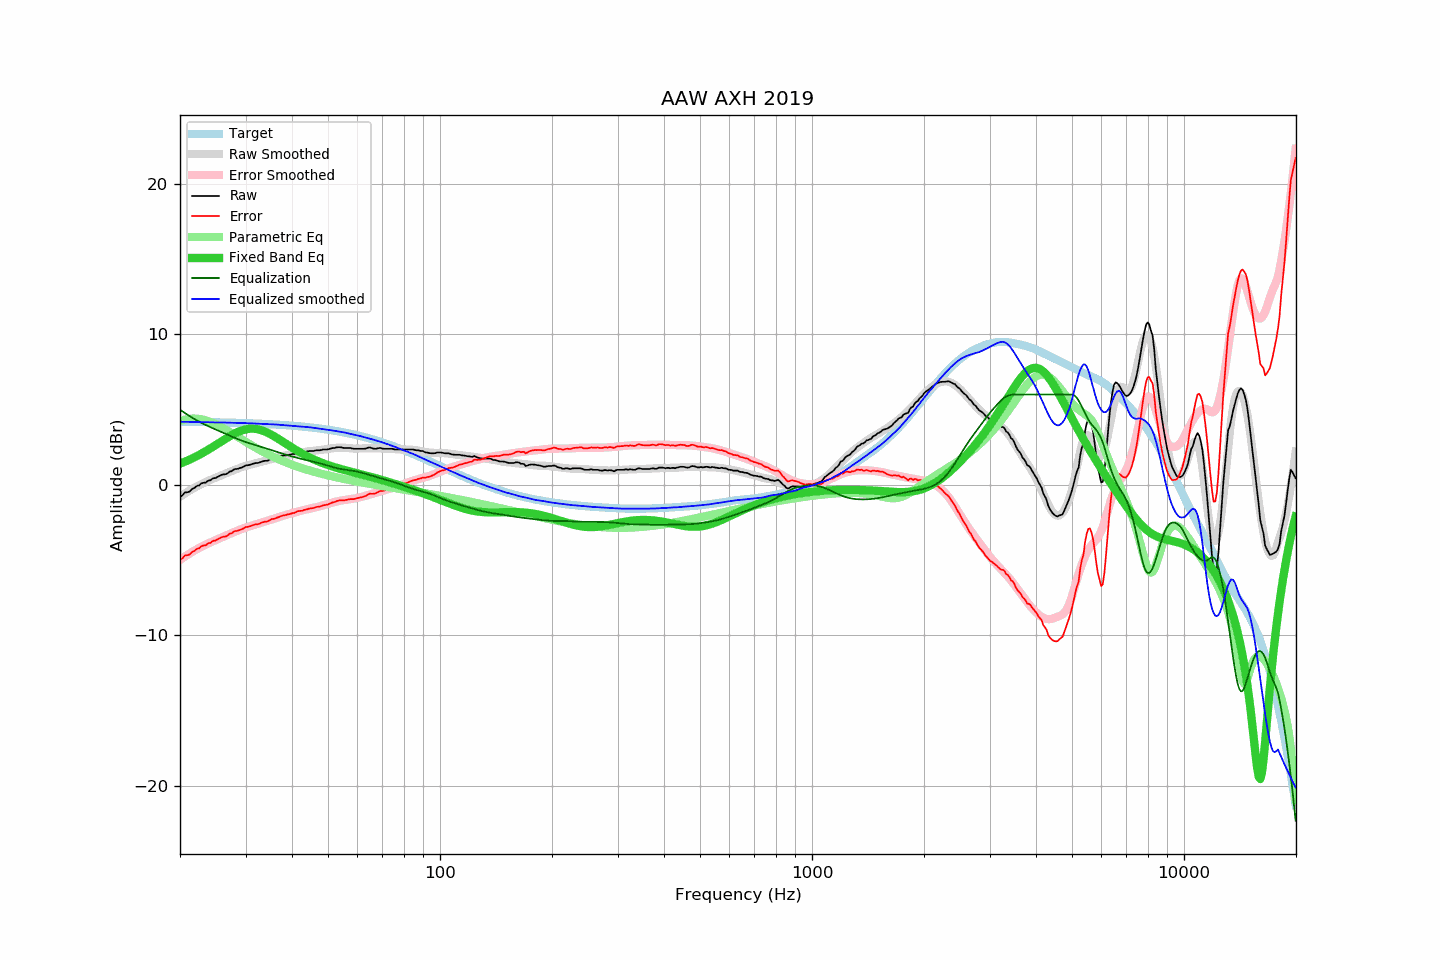 AAW AXH 2019
Target
Raw Smoothed
Error Smoothed
Raw
Error
Parametric Eq
Fixed Band Eq
Equalization
Equalized smoothed
20
10
0
−10
−20
Amplitude (dBr)
100 1000 10000
Frequency (Hz)